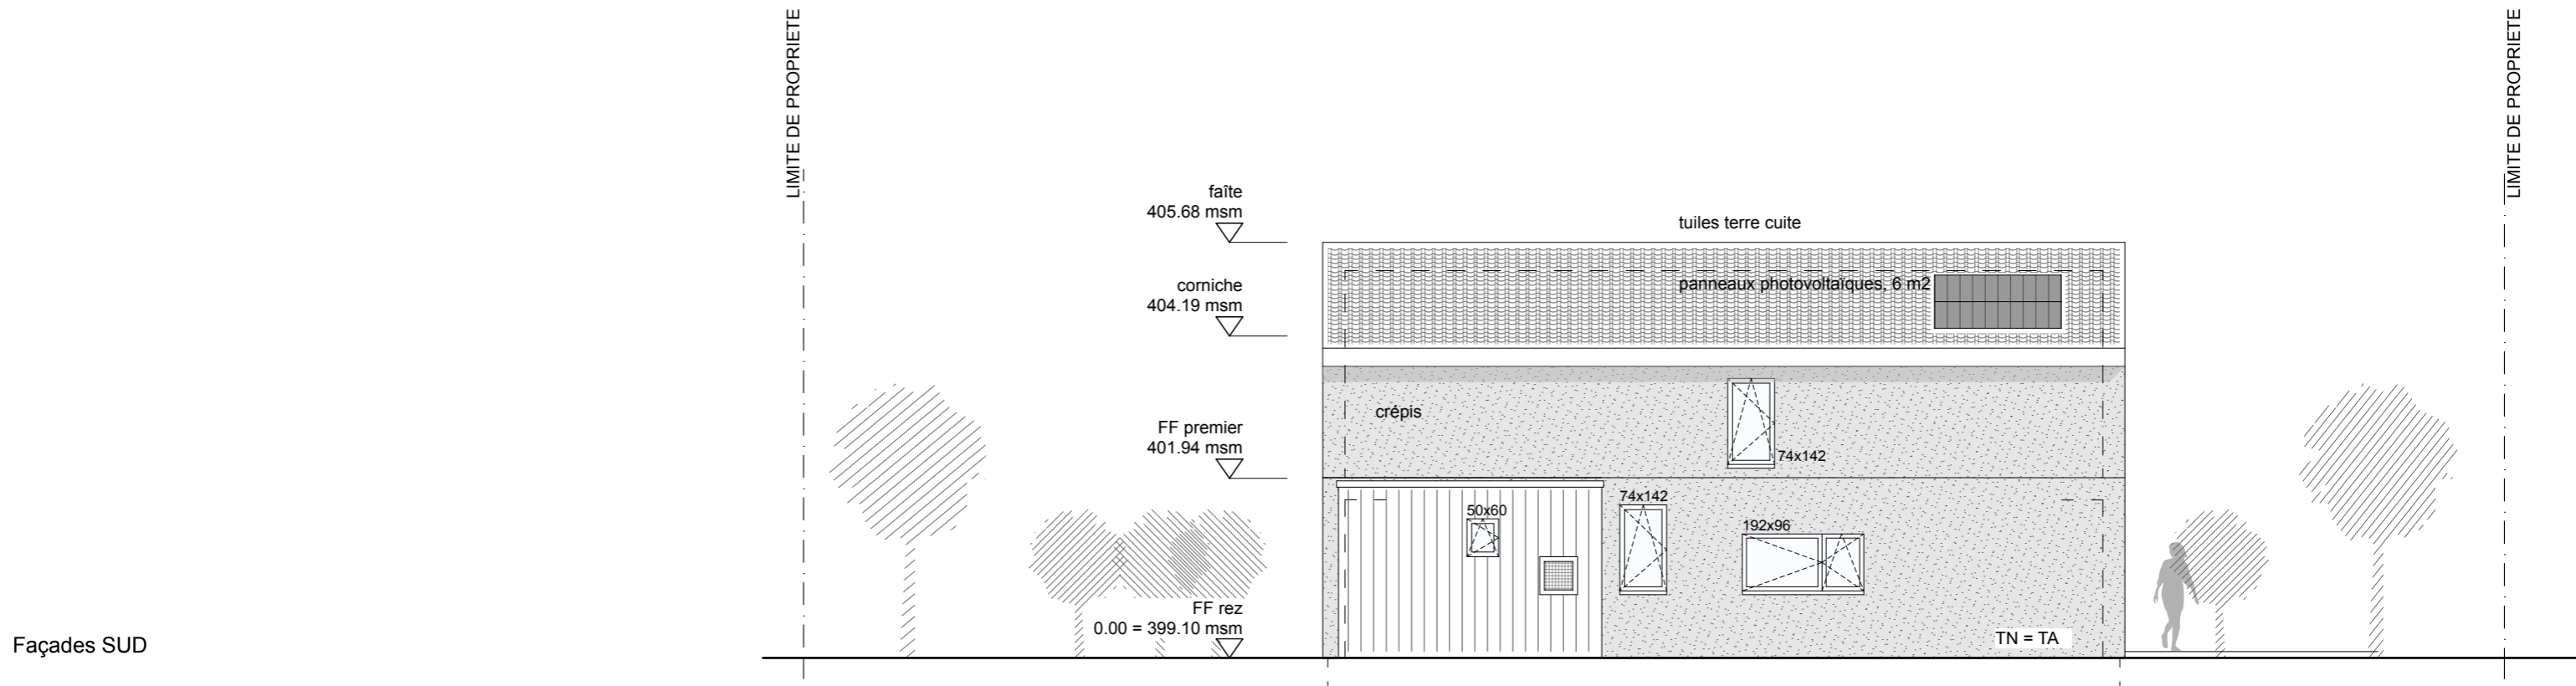 LIMITE DE PROPRIETE
LIMITE DE PROPRIETE
faîte
405.68 msm
tuiles terre cuite
corniche
404.19 msm
panneaux photovoltaïques, 6 m2
crépis
FF premier
401.94 msm
74x142
74x142
50x60
192x96
FF rez
0.00 = 399.10 msm
TN = TA
Façades SUD